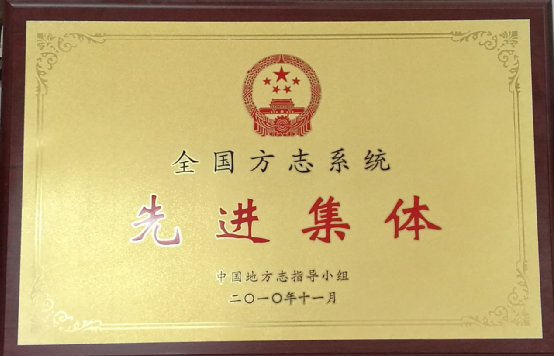 全国方志系统
先进集体
中国地方志指导小组
二〇一〇年十一月